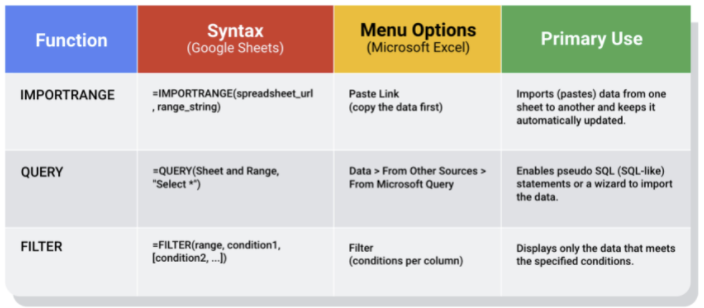 Function
Syntax
(Google Sheets)
Menu Options
(Microsoft Excel)
Primary Use
IMPORTRANGE
=IMPORTRANGE(spreadsheet_url
, range_string)
Paste Link
(copy the data first)
Imports (pastes) data from one
sheet to another and keeps it
automatically updated.
QUERY
=QUERY(Sheet and Range,
"Select *")
Data > From Other Sources >
From Microsoft Query
Enables pseudo SQL (SQL-like)
statements or a wizard to import
the data.
FILTER
=FILTER(range, condition1,
[condition2, ...])
Filter
(conditions per column)
Displays only the data that meets
the specified conditions.